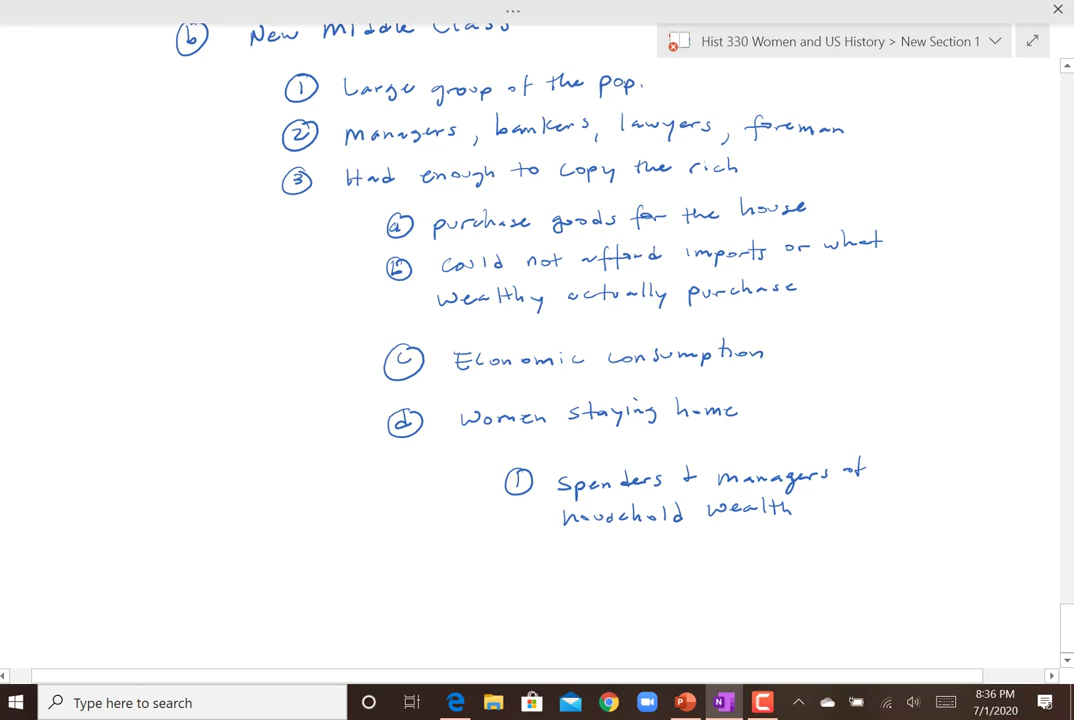 b New Middle Class
Hist 330 Women and US History > New Section 1
1 Large group of the pop.
2 managers, bankers, lawyers, foreman
3 Had enough to copy the rich
a purchase goods for the house
b could not afford imports or what
wealthy actually purchase
c Economic consumption
d Women staying home
1 Spenders + managers of
household wealth
Type here to search
8:36 PM
7/1/2020